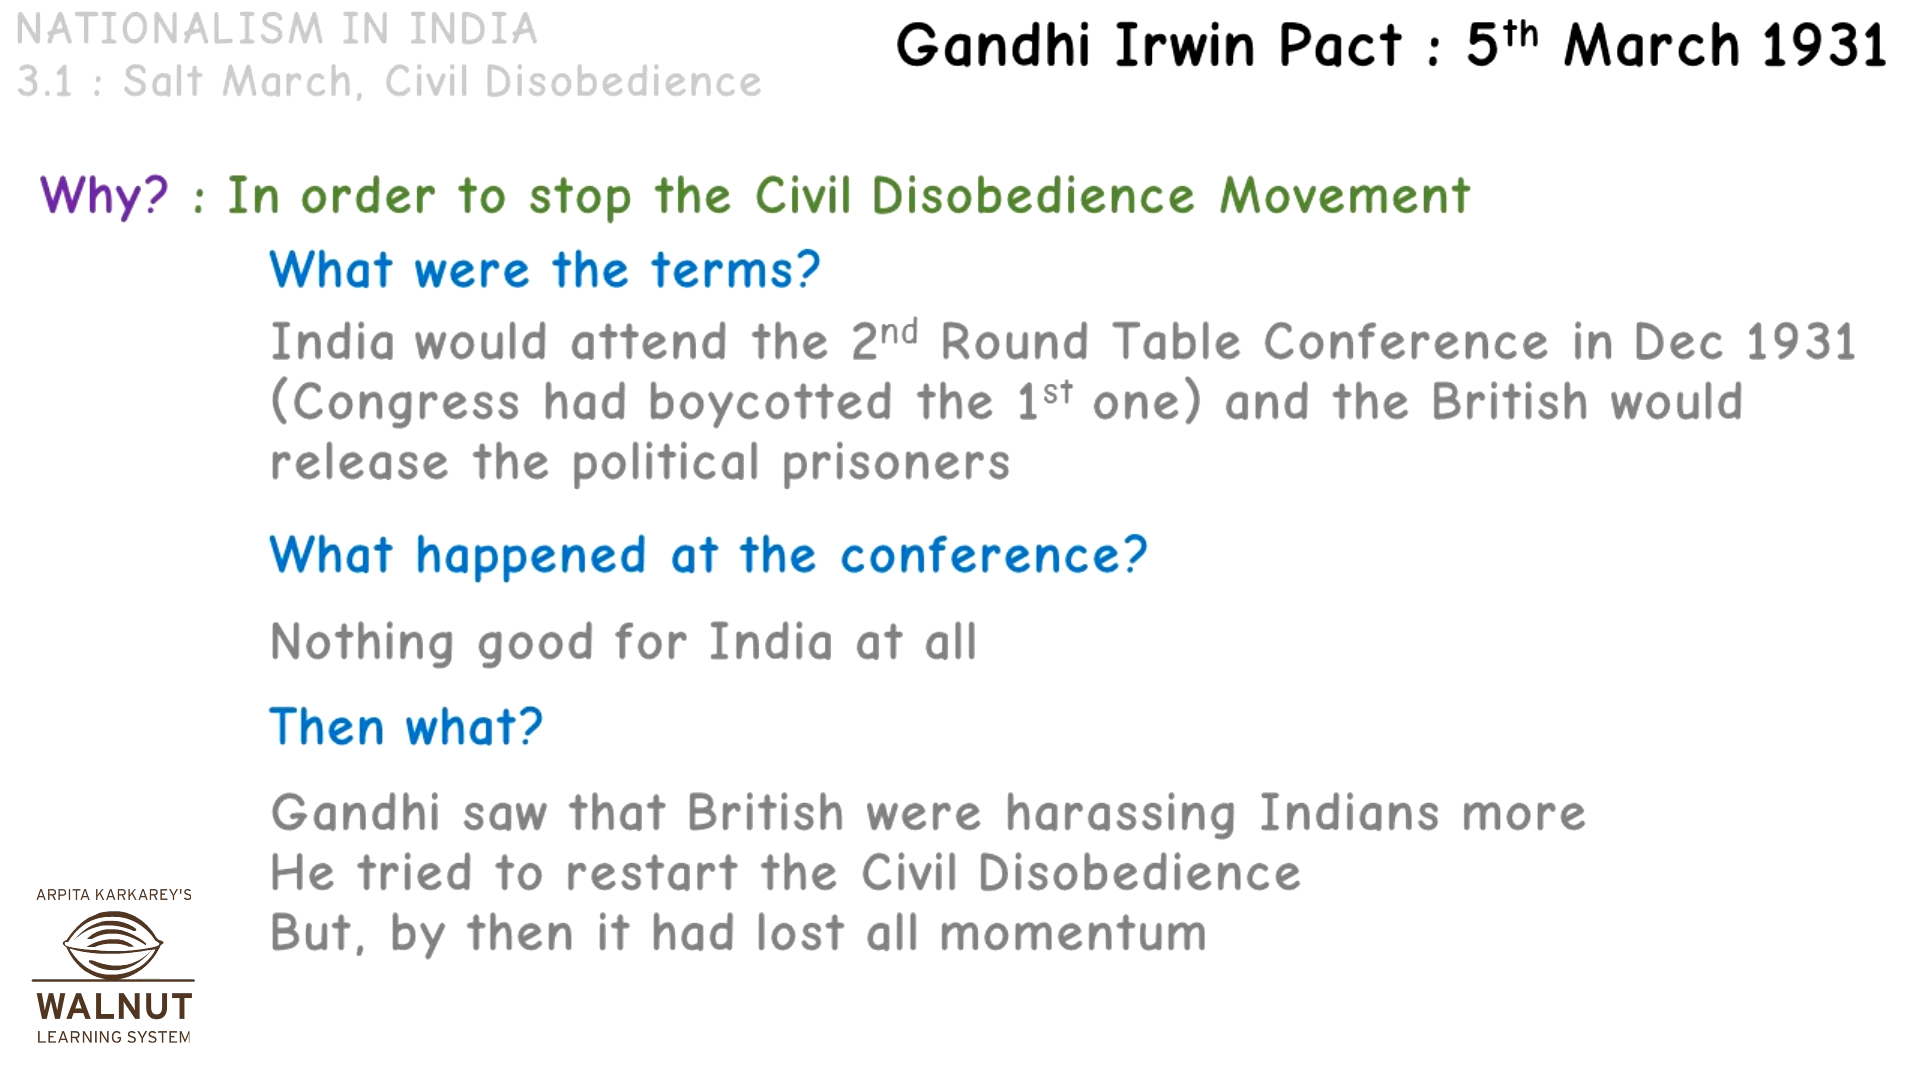 NATIONALISM IN INDIA
3.1 : Salt March, Civil Disobedience
Gandhi Irwin Pact : 5th March 1931
Why? : In order to stop the Civil Disobedience Movement
What were the terms?
India would attend the 2nd Round Table Conference in Dec 1931
(Congress had boycotted the 1st one) and the British would
release the political prisoners
What happened at the conference?
Nothing good for India at all
Then what?
Gandhi saw that British were harassing Indians more
He tried to restart the Civil Disobedience
But, by then it had lost all momentum
ARPITA KARKAREY'S
WALNUT
LEARNING SYSTEM